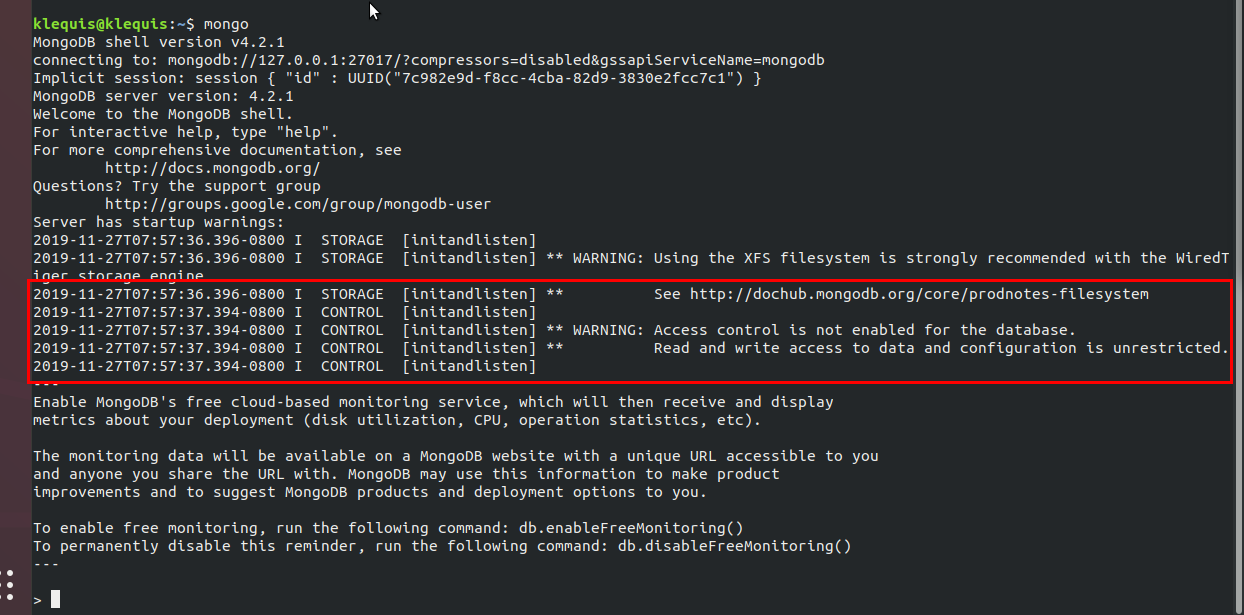 klequis@klequis:~$ mongo
MongoDB shell version v4.2.1
connecting to: mongodb://127.0.0.1:27017/?compressors=disabled&gssapiServiceName=mongodb
Implicit session: session { "id" : UUID("7c982e9d-f8cc-4cba-82d9-3830e2fcc7c1") }
MongoDB server version: 4.2.1
Welcome to the MongoDB shell.
For interactive help, type "help".
For more comprehensive documentation, see
        http://docs.mongodb.org/
Questions? Try the support group
        http://groups.google.com/group/mongodb-user
Server has startup warnings:
2019-11-27T07:57:36.396-0800 I  STORAGE  [initandlisten]
2019-11-27T07:57:36.396-0800 I  STORAGE  [initandlisten] ** WARNING: Using the XFS filesystem is strongly recommended with the WiredT
iger storage engine
2019-11-27T07:57:36.396-0800 I  STORAGE  [initandlisten] **          See http://dochub.mongodb.org/core/prodnotes-filesystem
2019-11-27T07:57:37.394-0800 I  CONTROL  [initandlisten]
2019-11-27T07:57:37.394-0800 I  CONTROL  [initandlisten] ** WARNING: Access control is not enabled for the database.
2019-11-27T07:57:37.394-0800 I  CONTROL  [initandlisten] **          Read and write access to data and configuration is unrestricted.
2019-11-27T07:57:37.394-0800 I  CONTROL  [initandlisten]
---
Enable MongoDB's free cloud-based monitoring service, which will then receive and display
metrics about your deployment (disk utilization, CPU, operation statistics, etc).

The monitoring data will be available on a MongoDB website with a unique URL accessible to you
and anyone you share the URL with. MongoDB may use this information to make product
improvements and to suggest MongoDB products and deployment options to you.

To enable free monitoring, run the following command: db.enableFreeMonitoring()
To permanently disable this reminder, run the following command: db.disableFreeMonitoring()
---

>